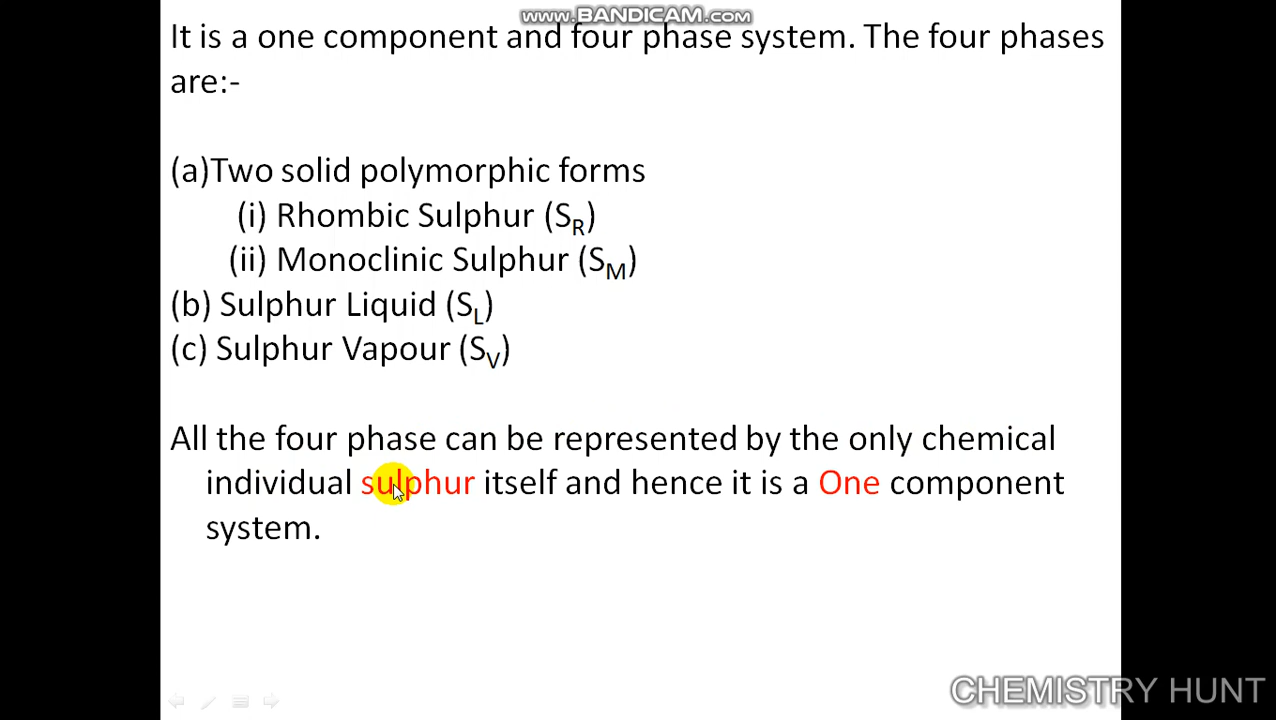 www.BANDICAM.com
It is a one component and four phase system. The four phases
are:-
(a)Two solid polymorphic forms
(i) Rhombic Sulphur (SR)
(ii) Monoclinic Sulphur (SM)
(b) Sulphur Liquid (SL)
(c) Sulphur Vapour (SV)
All the four phase can be represented by the only chemical
individual sulphur itself and hence it is a One component
system.
CHEMISTRY HUNT